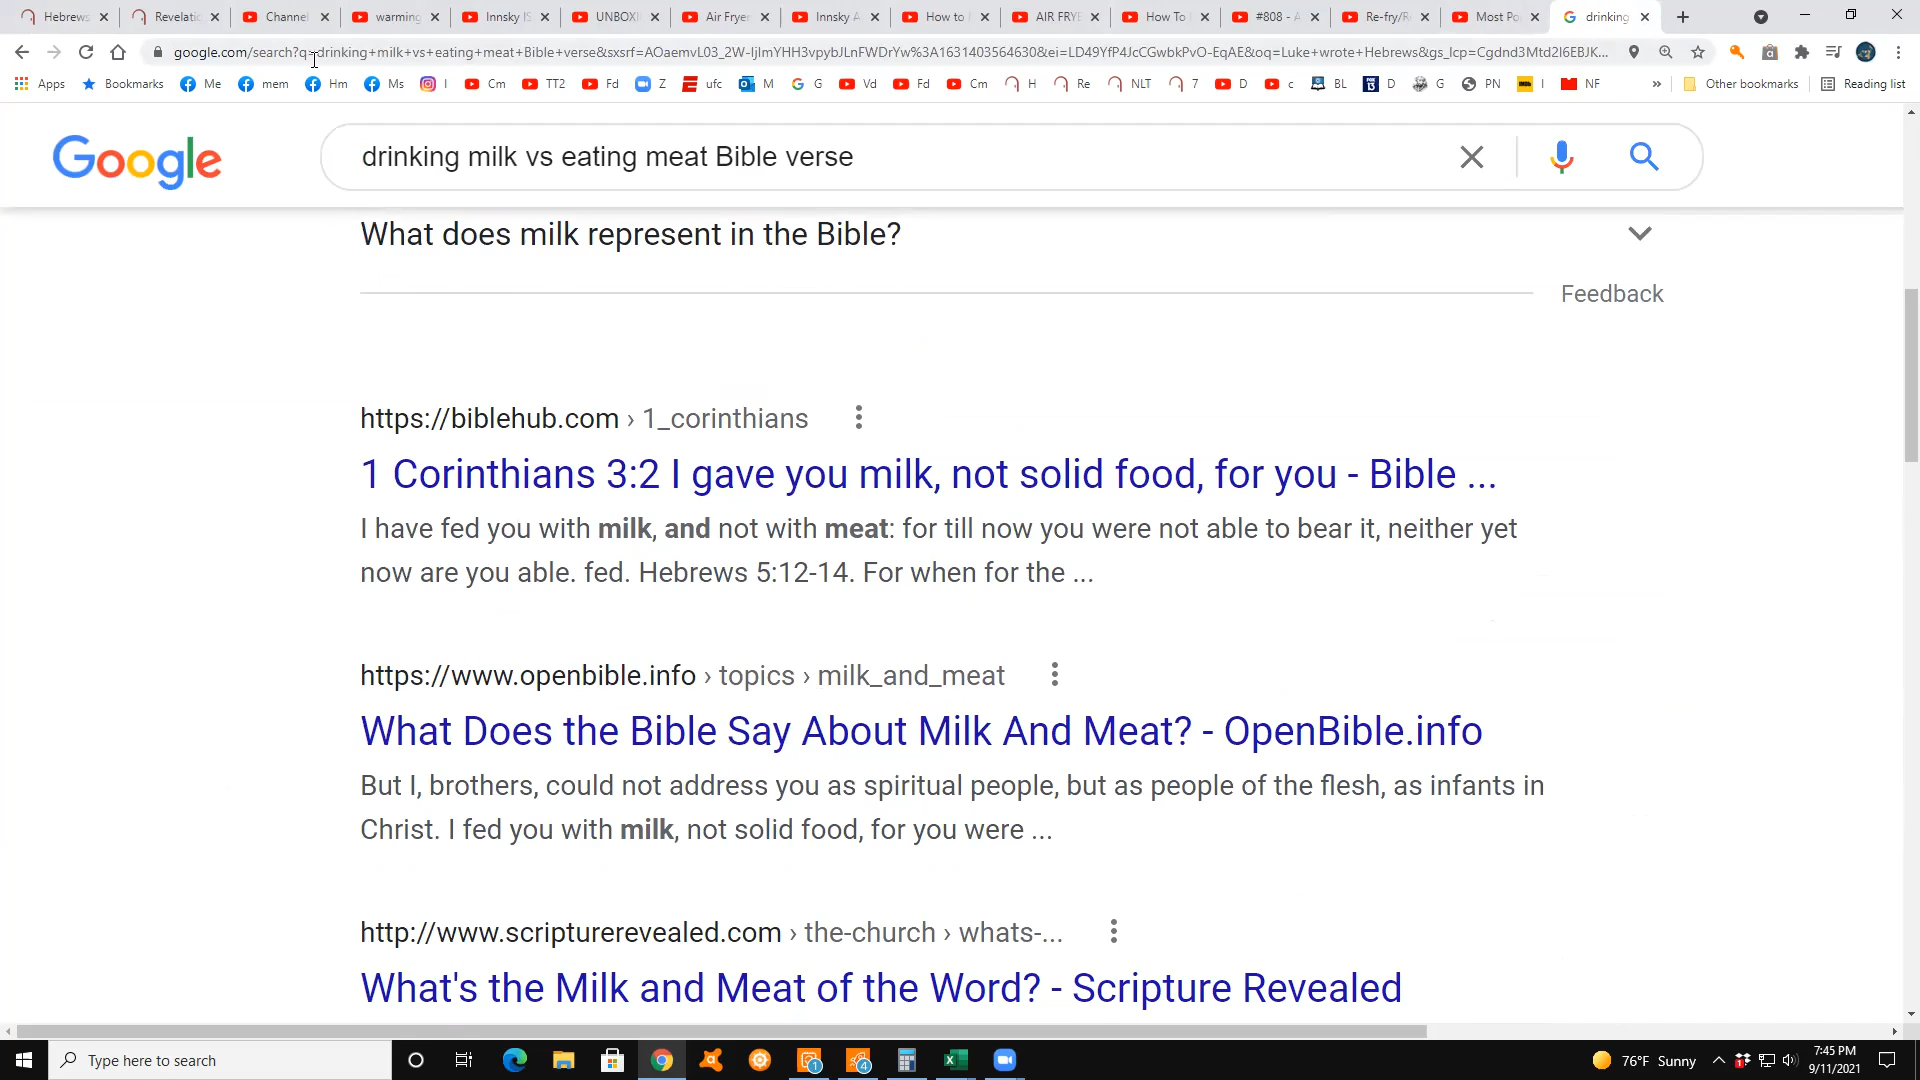 Hebrews
Revelatio
Channel
warming
Innsky IS
UNBOXI
Air Fryer
Innsky A
How to
AIR FRYE
How To
#808 - A
Re-fry/R
Most Po
drinking
google.com/search?q=drinking+milk+vs+eating+meat+Bible+verse&sxsrf=AOaemvL03_2W-IjlmYHH3vpybJLnFWDrYw%3A1631403564630&ei=LD49YfP4JcCGwbkPvO-EqAE&oq=Luke+wrote+Hebrews&gs_lcp=Cgdnd3Mtd2l6EBJK...
Apps Bookmarks Me mem Hm Ms I Cm TT2 Fd Z ufc M G Vd Fd Cm H Re NLT 7 D c BL D G PN I NF » Other bookmarks Reading list
Google
drinking milk vs eating meat Bible verse
What does milk represent in the Bible?
Feedback
https://biblehub.com › 1_corinthians
1 Corinthians 3:2 I gave you milk, not solid food, for you - Bible ...
I have fed you with milk, and not with meat: for till now you were not able to bear it, neither yet
now are you able. fed. Hebrews 5:12-14. For when for the ...
https://www.openbible.info › topics › milk_and_meat
What Does the Bible Say About Milk And Meat? - OpenBible.info
But I, brothers, could not address you as spiritual people, but as people of the flesh, as infants in
Christ. I fed you with milk, not solid food, for you were ...
http://www.scripturerevealed.com › the-church › whats-...
What's the Milk and Meat of the Word? - Scripture Revealed
Type here to search
1
4
76°F Sunny
7:45 PM
9/11/2021